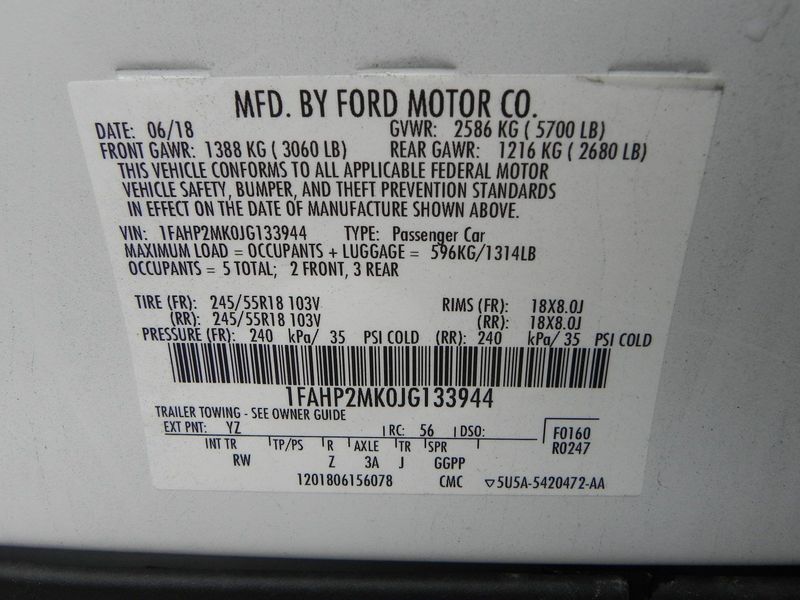 MFD. BY FORD MOTOR CO.
DATE: 06/18 GVWR: 2586 KG ( 5700 LB)
FRONT GAWR: 1388 KG ( 3060 LB) REAR GAWR: 1216 KG ( 2680 LB)
THIS VEHICLE CONFORMS TO ALL APPLICABLE FEDERAL MOTOR
VEHICLE SAFETY, BUMPER, AND THEFT PREVENTION STANDARDS
IN EFFECT ON THE DATE OF MANUFACTURE SHOWN ABOVE.
VIN: 1FAHP2MK0JG133944 TYPE: Passenger Car
MAXIMUM LOAD = OCCUPANTS + LUGGAGE = 596KG/1314LB
OCCUPANTS = 5 TOTAL; 2 FRONT, 3 REAR
TIRE (FR): 245/55R18 103V RIMS (FR): 18X8.0J
(RR): 245/55R18 103V (RR): 18X8.0J
PRESSURE (FR): 240 kPa/ 35 PSI COLD (RR): 240 kPa/ 35 PSI COLD
1FAHP2MK0JG133944
TRAILER TOWING - SEE OWNER GUIDE
EXT PNT: YZ RC: 56 DSO: F0160
INT TR TP/PS R AXLE TR SPR R0247
RW Z 3A J GGPP
1201806156078 CMC ▽5U5A-5420472-AA